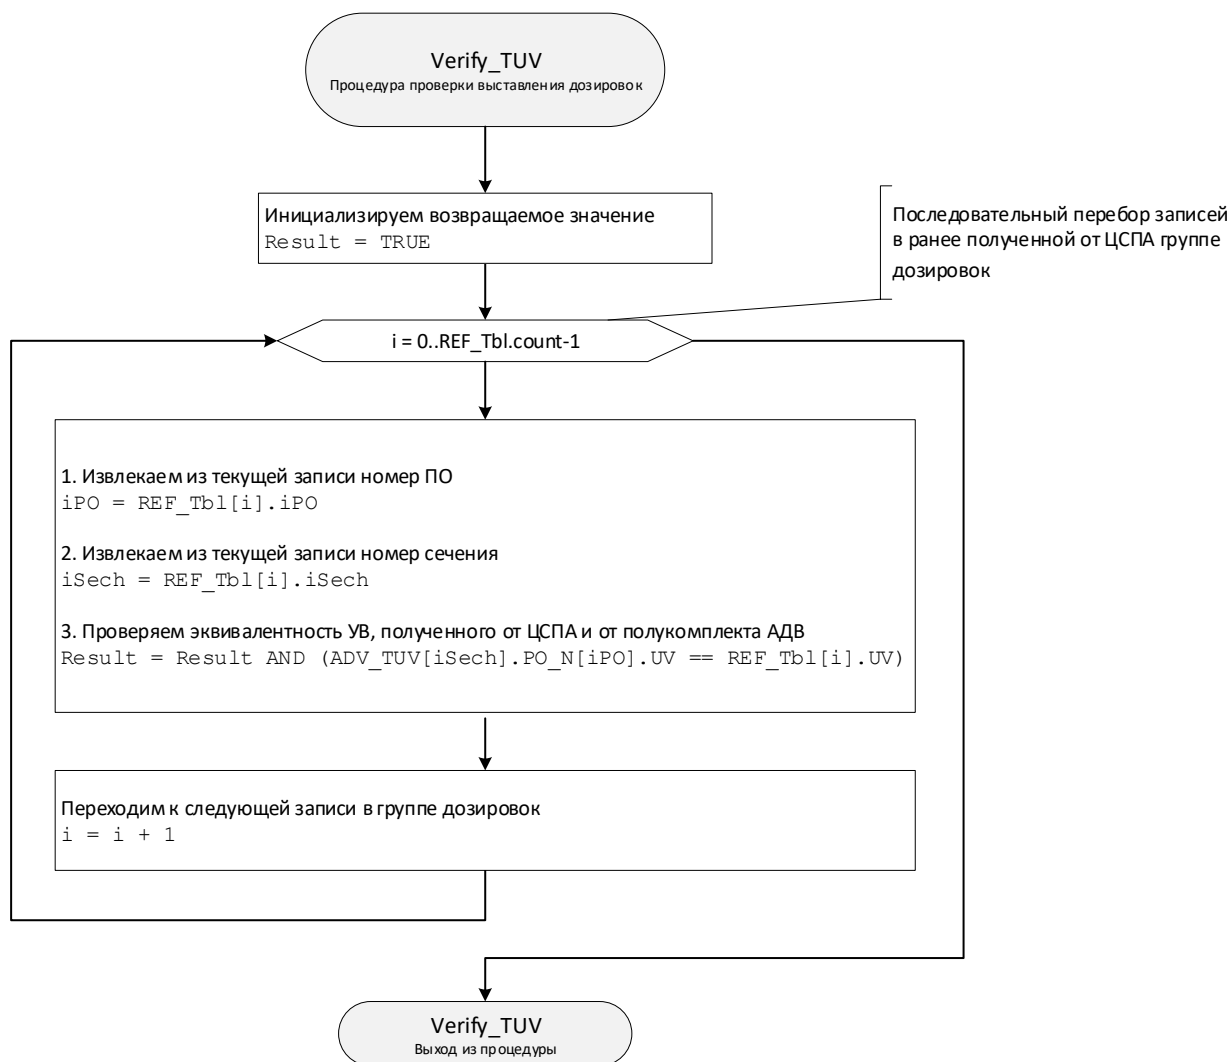 Verify_TUV
Процедура проверки выставления дозировок
Инициализируем возвращаемое значение
Result = TRUE
Последовательный перебор записей
в ранее полученной от ЦСПА группе
дозировок
i = 0..REF_Tbl.count-1
1. Извлекаем из текущей записи номер ПО
iPO = REF_Tbl[i].iPO
2. Извлекаем из текущей записи номер сечения
iSech = REF_Tbl[i].iSech
3. Проверяем эквивалентность УВ, полученного от ЦСПА и от полукомплекта АДВ
Result = Result AND (ADV_TUV[iSech].PO_N[iPO].UV == REF_Tbl[i].UV)
Переходим к следующей записи в группе дозировок
i = i + 1
Verify_TUV
Выход из процедуры